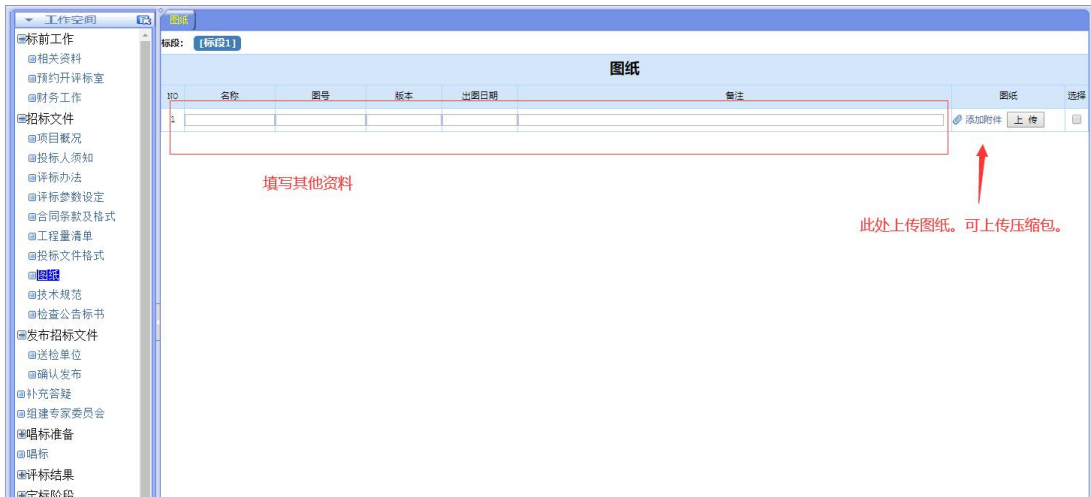 工作空间
标前工作
相关资料
预约开评标室
财务工作
招标文件
项目概况
投标人须知
评标办法
评标参数设定
合同条款及格式
工程量清单
投标文件格式
图纸
技术规范
检查公告标书
发布招标文件
送检单位
确认发布
补充答疑
组建专家委员会
唱标准备
唱标
评标结果
定标阶段
图纸
标段: [标段1]
图纸
NO 名称 图号 版本 出图日期 备注 图纸 选择
1 添加附件 上 传
填写其他资料
此处上传图纸。可上传压缩包。